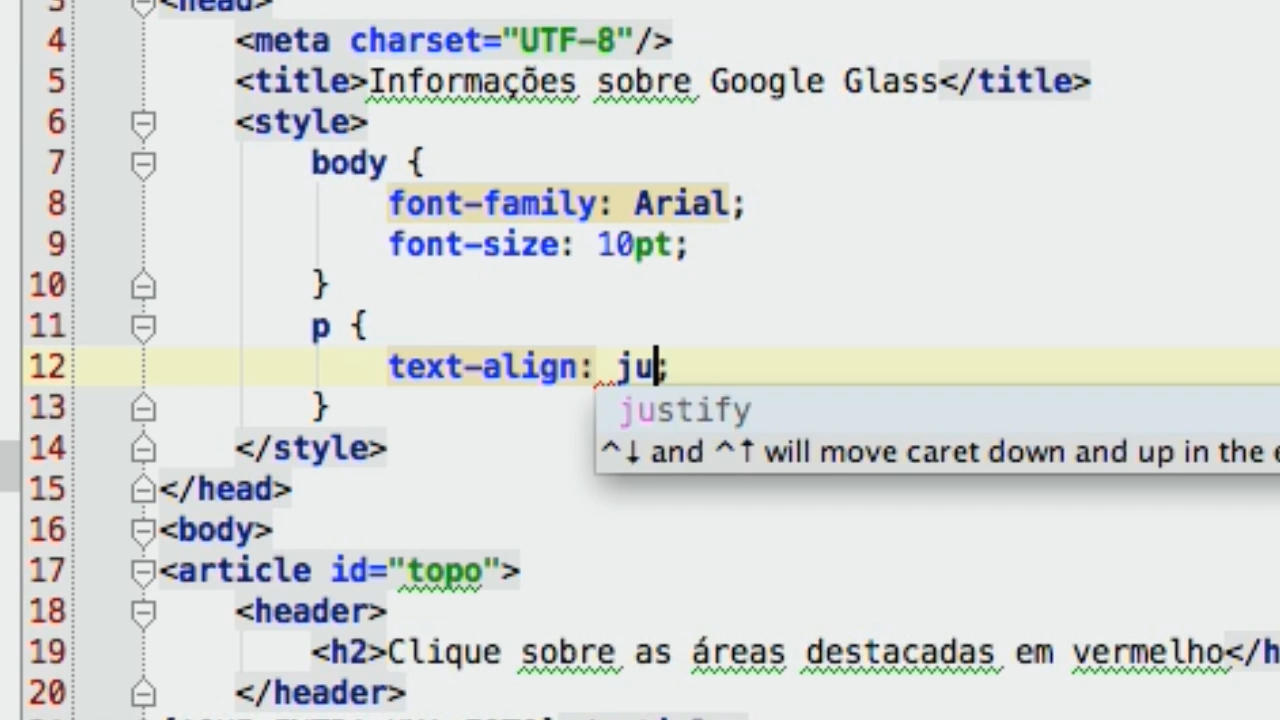 3 <head>
4 <meta charset="UTF-8"/>
5 <title>Informações sobre Google Glass</title>
6 <style>
7 body {
8 font-family: Arial;
9 font-size: 10pt;
10 }
11 p {
12 text-align: ju;
justify
13 }
^↓ and ^↑ will move caret down and up in the e
14 </style>
15 </head>
16 <body>
17 <article id="topo">
18 <header>
19 <h2>Clique sobre as áreas destacadas em vermelho</h
20 </header>